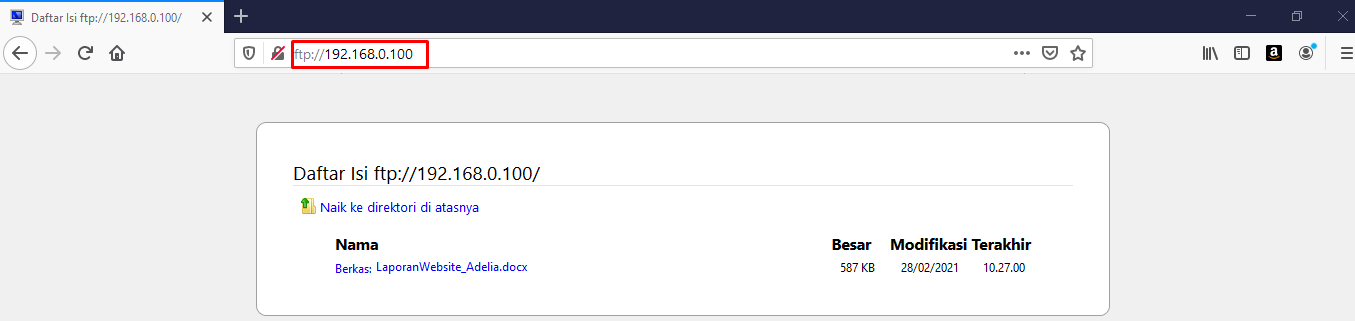 Daftar Isi ftp://192.168.0.100/
ftp://192.168.0.100
Daftar Isi ftp://192.168.0.100/
Naik ke direktori di atasnya
Nama Besar Modifikasi Terakhir
Berkas: LaporanWebsite_Adelia.docx 587 KB 28/02/2021 10.27.00